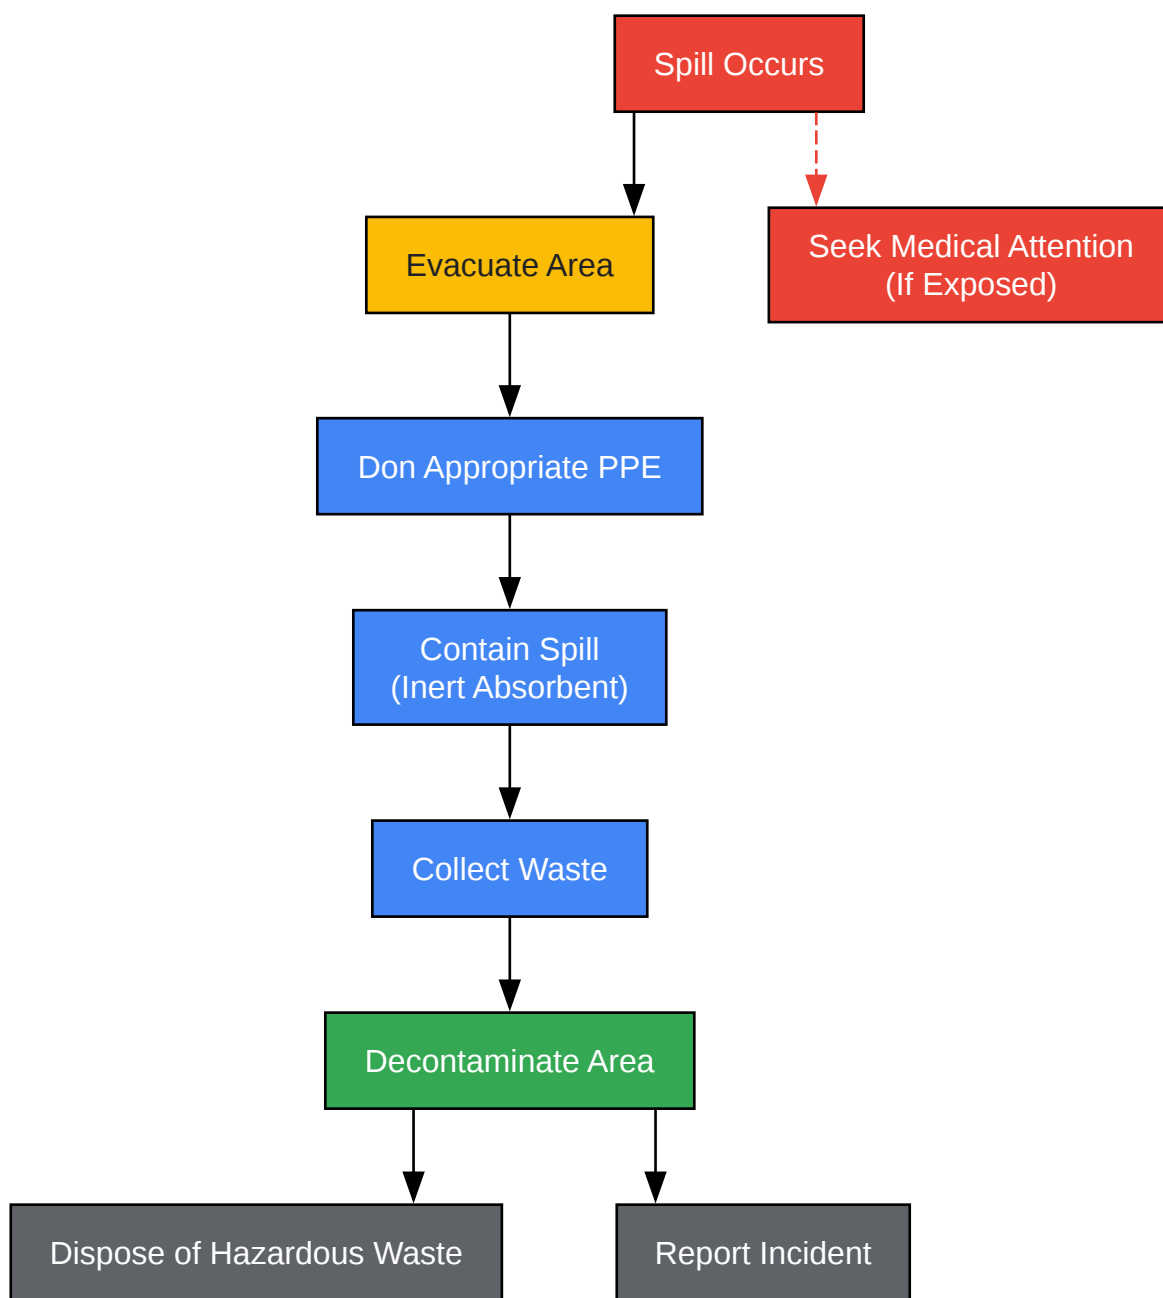 Spill Occurs
Evacuate Area
Seek Medical Attention
(If Exposed)
Don Appropriate PPE
Contain Spill
(Inert Absorbent)
Collect Waste
Decontaminate Area
Dispose of Hazardous Waste
Report Incident